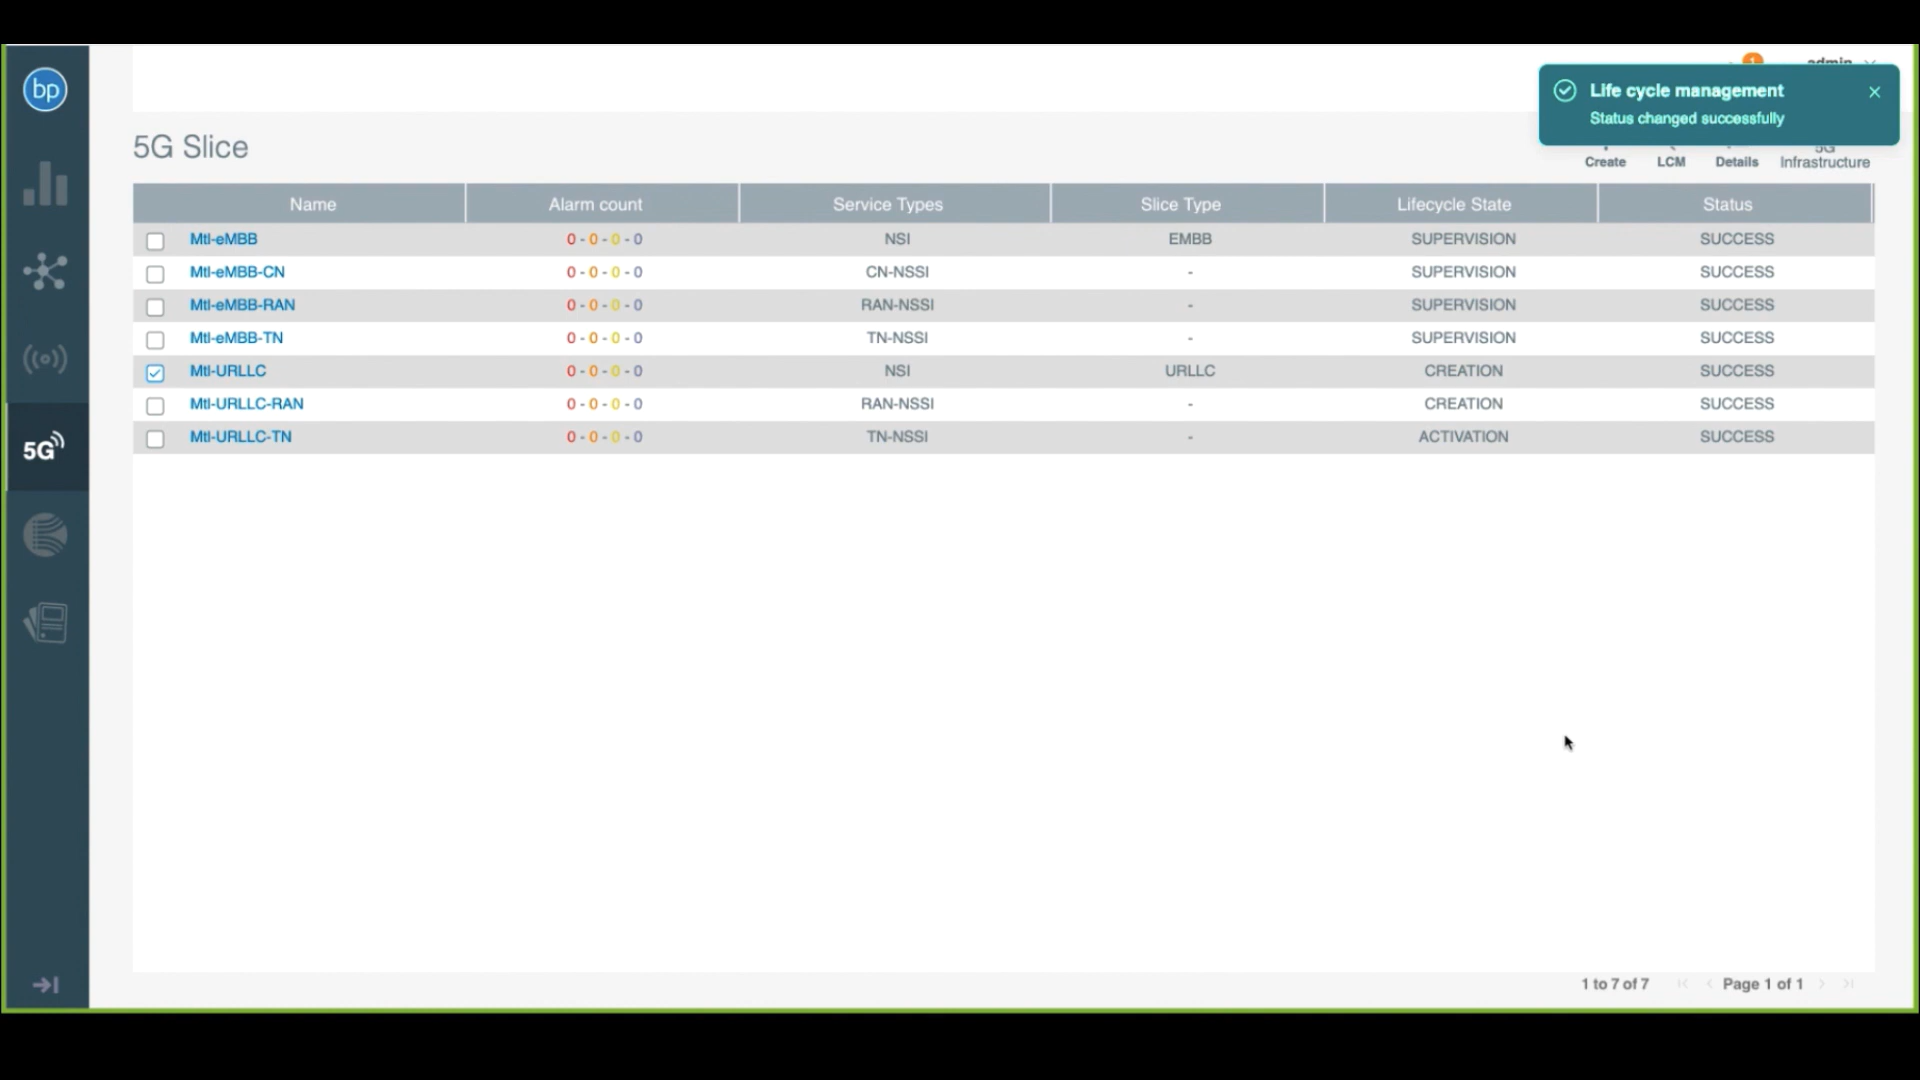 bp
admin
Life cycle management
Status changed successfully
5G Slice
Create LCM Details 5G Infrastructure
Name Alarm count Service Types Slice Type Lifecycle State Status
Mtl-eMBB 0 - 0 - 0 - 0 NSI EMBB SUPERVISION SUCCESS
Mtl-eMBB-CN 0 - 0 - 0 - 0 CN-NSSI - SUPERVISION SUCCESS
Mtl-eMBB-RAN 0 - 0 - 0 - 0 RAN-NSSI - SUPERVISION SUCCESS
Mtl-eMBB-TN 0 - 0 - 0 - 0 TN-NSSI - SUPERVISION SUCCESS
Mtl-URLLC 0 - 0 - 0 - 0 NSI URLLC CREATION SUCCESS
Mtl-URLLC-RAN 0 - 0 - 0 - 0 RAN-NSSI - CREATION SUCCESS
Mtl-URLLC-TN 0 - 0 - 0 - 0 TN-NSSI - ACTIVATION SUCCESS
5G
1 to 7 of 7 Page 1 of 1